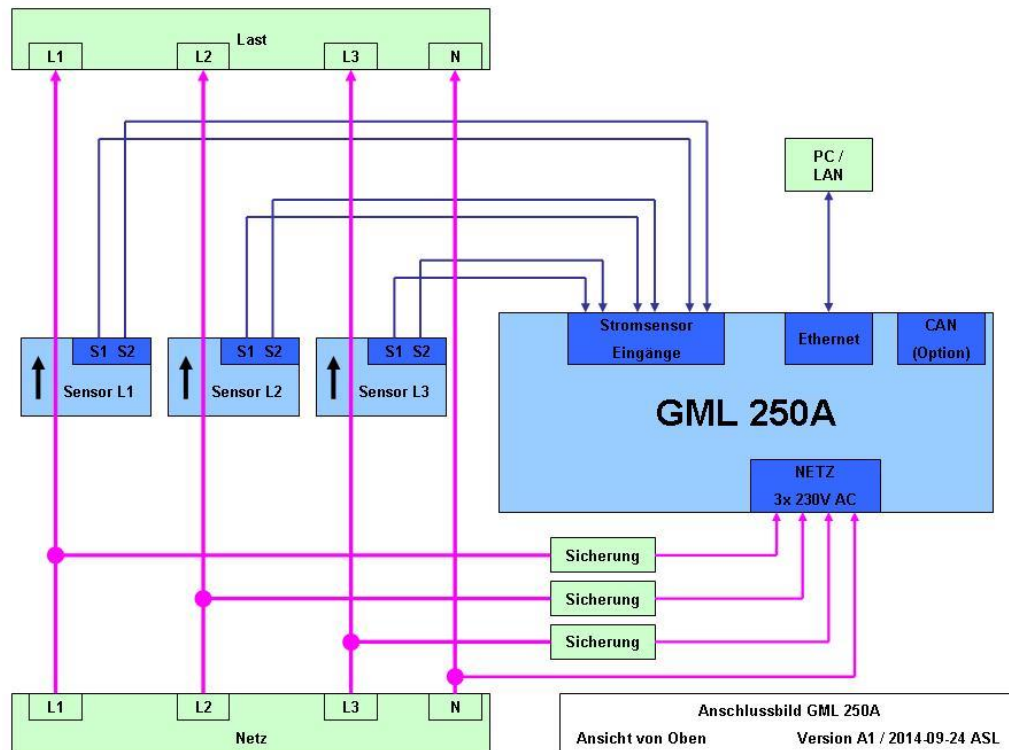 Last
L1 L2 L3 N
PC /
LAN
Stromsensor
Eingänge
Ethernet
CAN
(Option)
S1 S2
Sensor L1
S1 S2
Sensor L2
S1 S2
Sensor L3
GML 250A
NETZ
3x 230V AC
Sicherung
Sicherung
Sicherung
L1 L2 L3 N
Netz
Anschlussbild GML 250A
Ansicht von Oben Version A1 / 2014-09-24 ASL